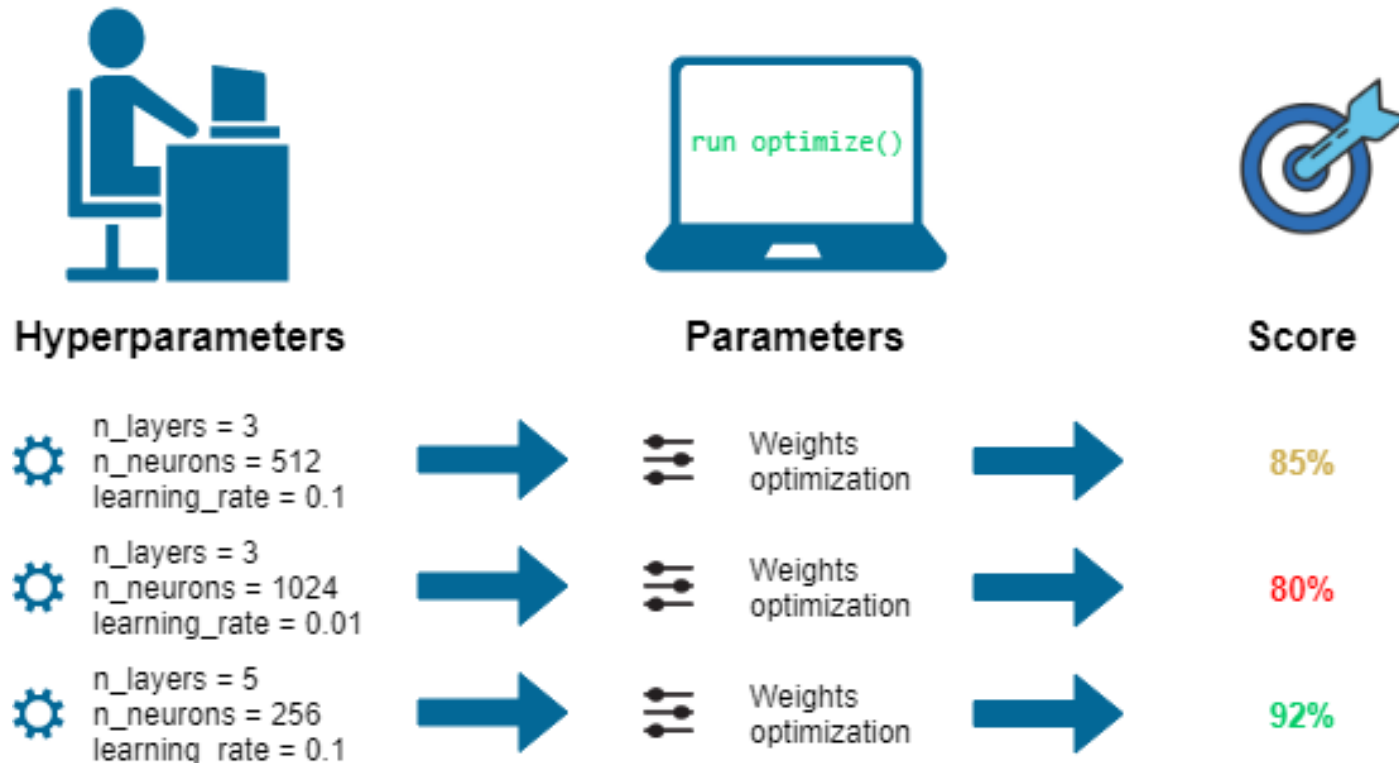 run optimize()
Hyperparameters
Parameters
Score
n_layers = 3
n_neurons = 512
learning_rate = 0.1
Weights
optimization
85%
n_layers = 3
n_neurons = 1024
learning_rate = 0.01
Weights
optimization
80%
n_layers = 5
n_neurons = 256
learning_rate = 0.1
Weights
optimization
92%